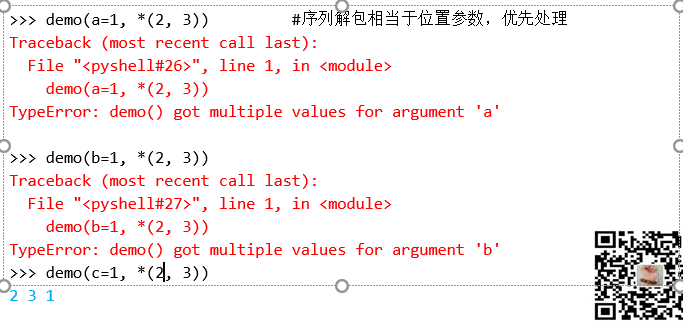 >>> demo(a=1, *(2, 3))         #序列解包相当于位置参数，优先处理
Traceback (most recent call last):
  File "<pyshell#26>", line 1, in <module>
    demo(a=1, *(2, 3))
TypeError: demo() got multiple values for argument 'a'
>>> demo(b=1, *(2, 3))
Traceback (most recent call last):
  File "<pyshell#27>", line 1, in <module>
    demo(b=1, *(2, 3))
TypeError: demo() got multiple values for argument 'b'
>>> demo(c=1, *(2, 3))
2 3 1